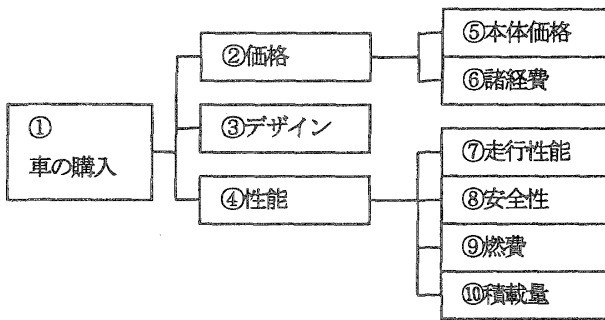 ①
車の購入
②価格
③デザイン
④性能
⑤本体価格
⑥諸経費
⑦走行性能
⑧安全性
⑨燃費
⑩積載量